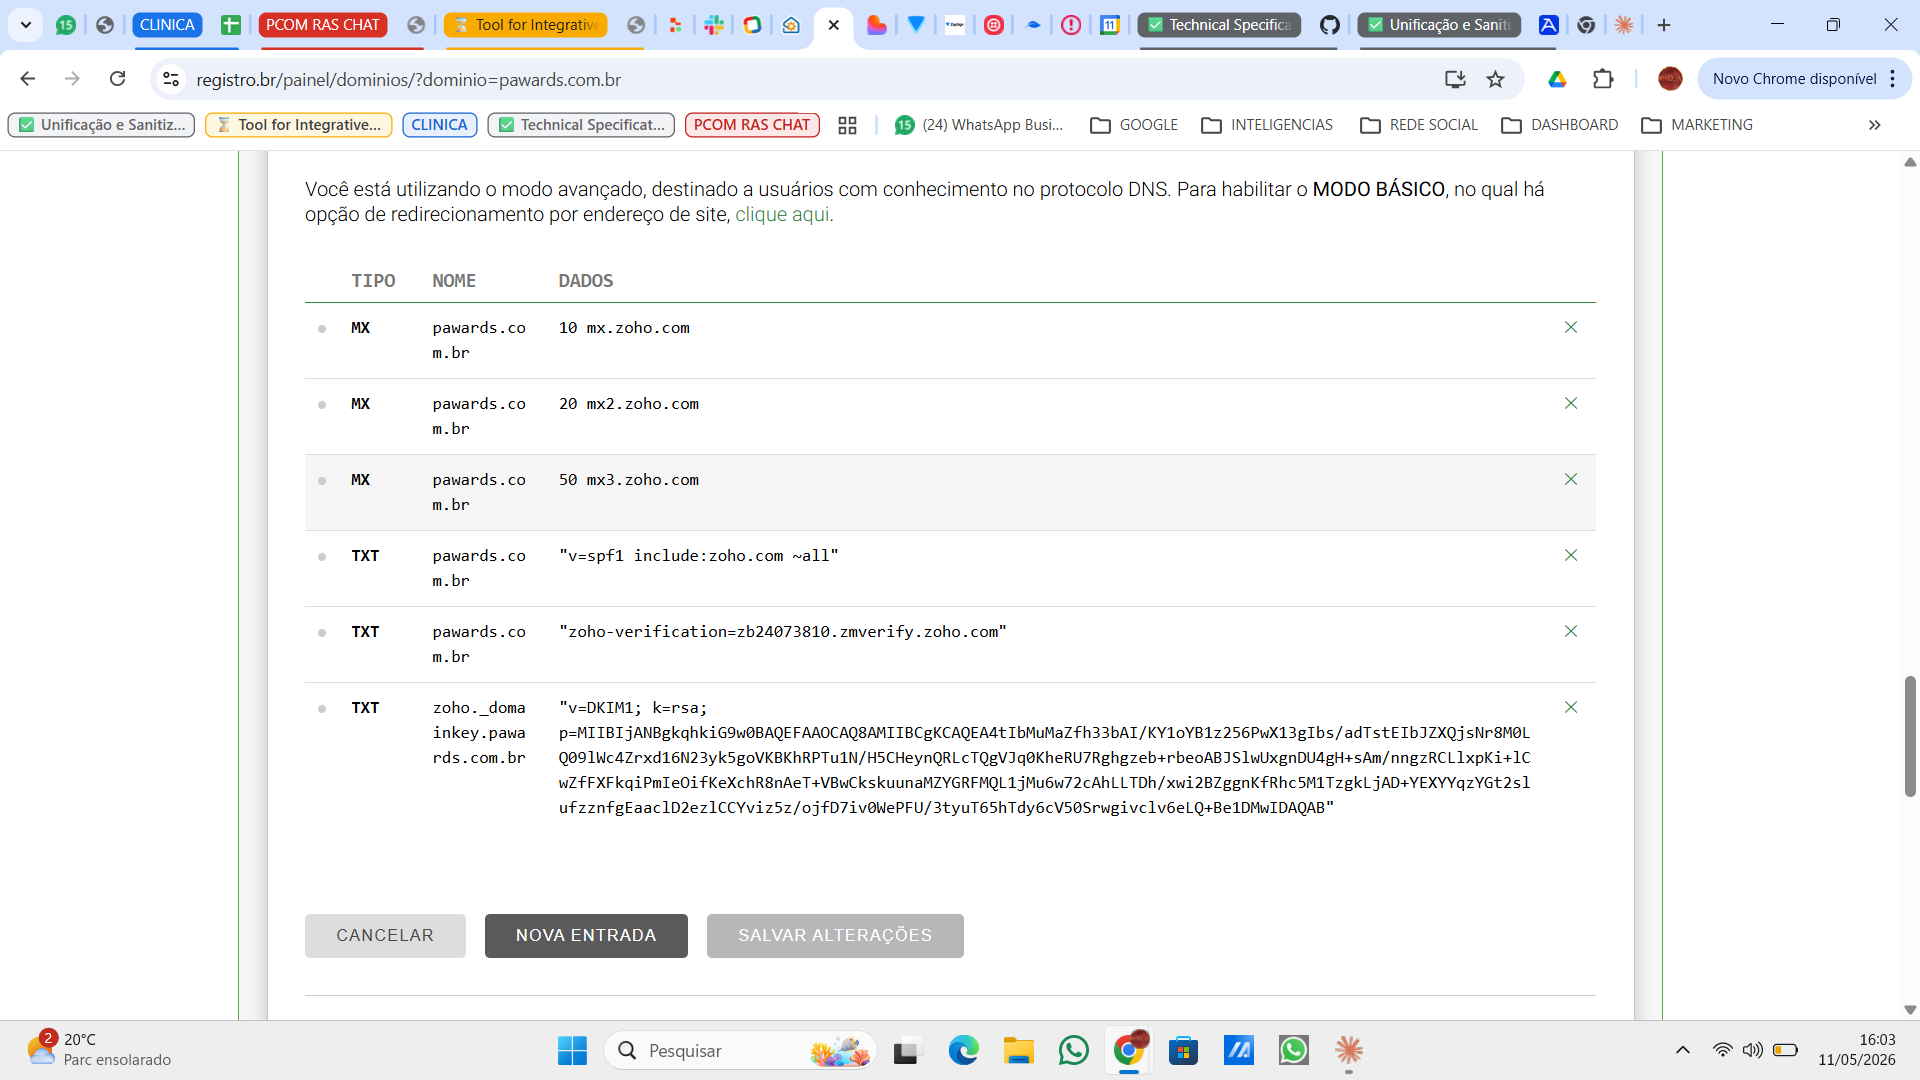 15
CLINICA
PCOM RAS CHAT
Tool for Integrative
11
Technical Specifica
Unificação e Saniti
registro.br/painel/dominios/?dominio=pawards.com.br
Novo Chrome disponível
Unificação e Sanitiz...
Tool for Integrative...
CLINICA
Technical Specificat...
PCOM RAS CHAT
15
(24) WhatsApp Busi...
GOOGLE
INTELIGENCIAS
REDE SOCIAL
DASHBOARD
MARKETING
Você está utilizando o modo avançado, destinado a usuários com conhecimento no protocolo DNS. Para habilitar o MODO BÁSICO, no qual há
opção de redirecionamento por endereço de site, clique aqui.
TIPO NOME DADOS
MX pawards.co 10 mx.zoho.com
m.br
MX pawards.co 20 mx2.zoho.com
m.br
MX pawards.co 50 mx3.zoho.com
m.br
TXT pawards.co "v=spf1 include:zoho.com ~all"
m.br
TXT pawards.co "zoho-verification=zb24073810.zmverify.zoho.com"
m.br
TXT zoho._doma "v=DKIM1; k=rsa;
inkey.pawa p=MIIBIjANBgkqhkiG9w0BAQEFAAOCAQ8AMIIBCgKCAQEA4tIbMuMaZfh33bAI/KY1oYB1z256PwX13gIbs/adTstEIbJZXQjsNr8M0L
rds.com.br Q09lWc4Zrxd16N23yk5goVKBKhRPTu1N/H5CHeynQRLcTQgVJq0KheRU7Rghgzeb+rbeoABJSlwUxgnDU4gH+sAm/nngzRCLlxpKi+lC
wZfFXFkqiPmIeOifKeXchR8nAeT+VBwCkskuunaMZYGRFMQL1jMu6w72cAhLLTDh/xwi2BZggnKfRhc5M1TzgkLjAD+YEXYYqzYGt2sl
ufzznfgEaaclD2ezlCCYviz5z/ojfD7iv0WePFU/3tyuT65hTdy6cV50Srwgivclv6eLQ+Be1DMwIDAQAB"
CANCELAR
NOVA ENTRADA
SALVAR ALTERAÇÕES
2
20°C
Parc ensolarado
Pesquisar
16:03
11/05/2026